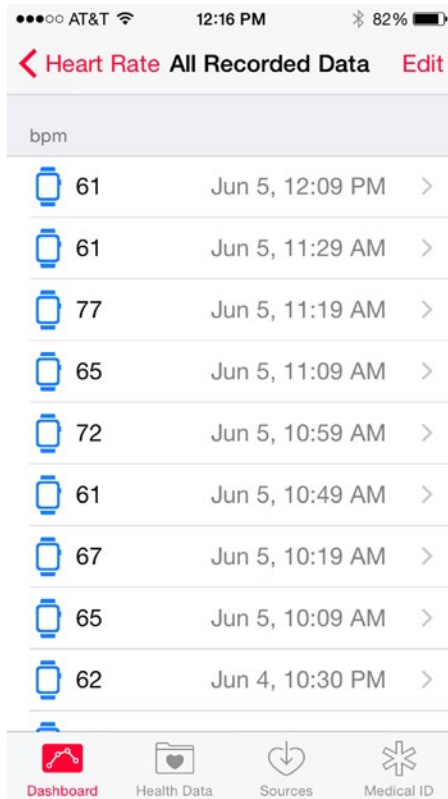 AT&T 12:16 PM 82%
Heart Rate All Recorded Data Edit
bpm
61 Jun 5, 12:09 PM
61 Jun 5, 11:29 AM
77 Jun 5, 11:19 AM
65 Jun 5, 11:09 AM
72 Jun 5, 10:59 AM
61 Jun 5, 10:49 AM
67 Jun 5, 10:19 AM
65 Jun 5, 10:09 AM
62 Jun 4, 10:30 PM
Dashboard Health Data Sources Medical ID